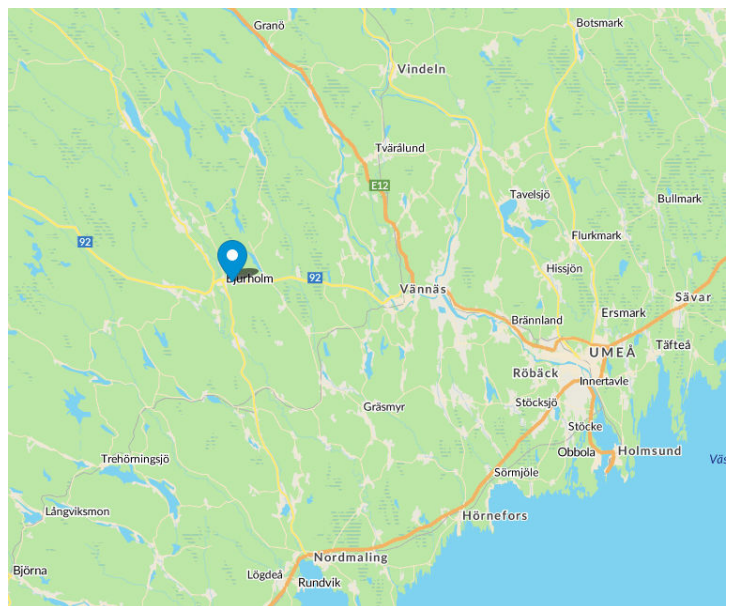 Granö
Botsmark
Vindeln
Tvärålund
E12
Tavelsjö
Bullmark
Flurkmark
92
Hissjön
92
Bjurholm
Vännäs
Sävar
Ersmark
Brännland
Täfteå
UMEÅ
Röbäck
Innertavle
Stöcksjö
Gräsmyr
Stöcke
Holmsund
Obbola
Trehörningsjö
Väs
Sörmjöle
Långviksmon
Hörnefors
Nordmaling
Björna
Lögdeå
Rundvik